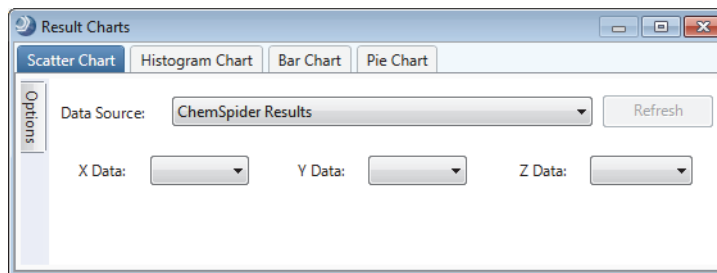 Result Charts
Scatter Chart Histogram Chart Bar Chart Pie Chart
Options
Data Source: ChemSpider Results Refresh
X Data: Y Data: Z Data: